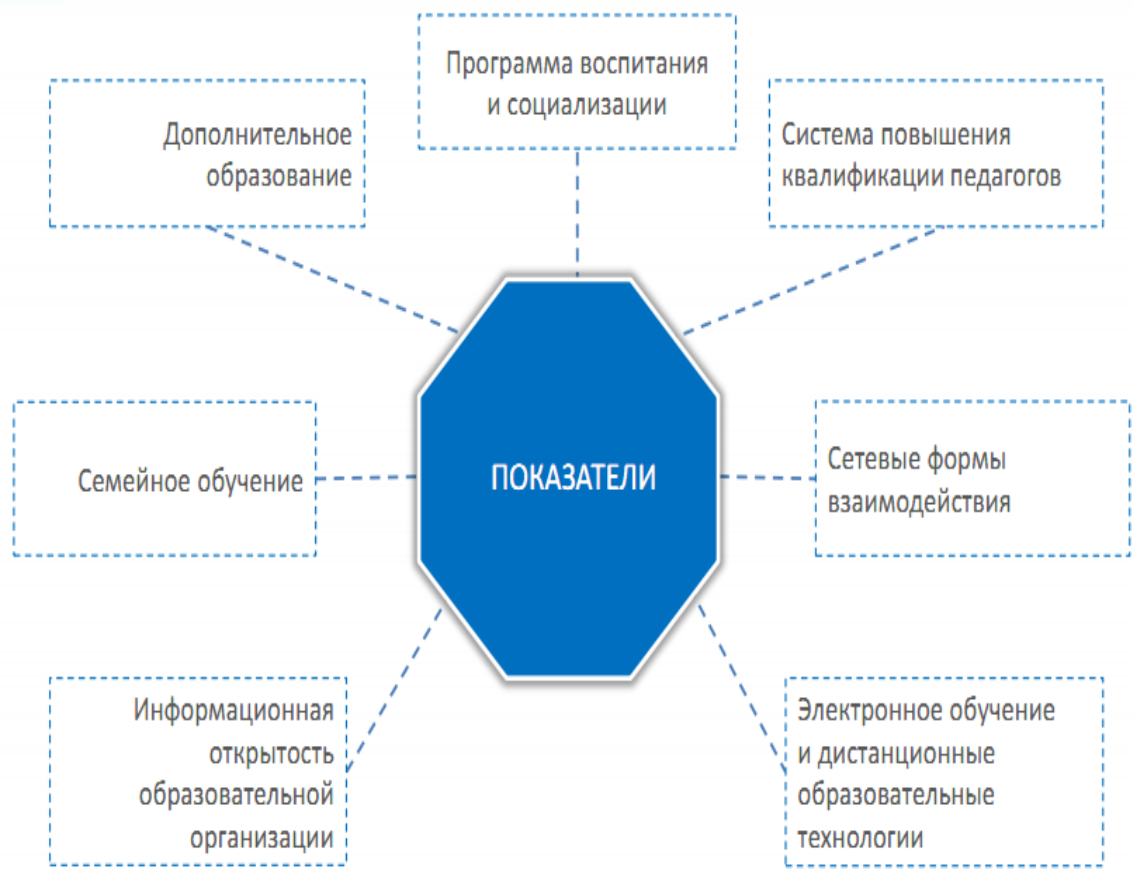 Программа воспитания
и социализации
Дополнительное
образование
Система повышения
квалификации педагогов
Семейное обучение
ПОКАЗАТЕЛИ
Сетевые формы
взаимодействия
Информационная
открытость
образовательной
организации
Электронное обучение
и дистанционные
образовательные
технологии